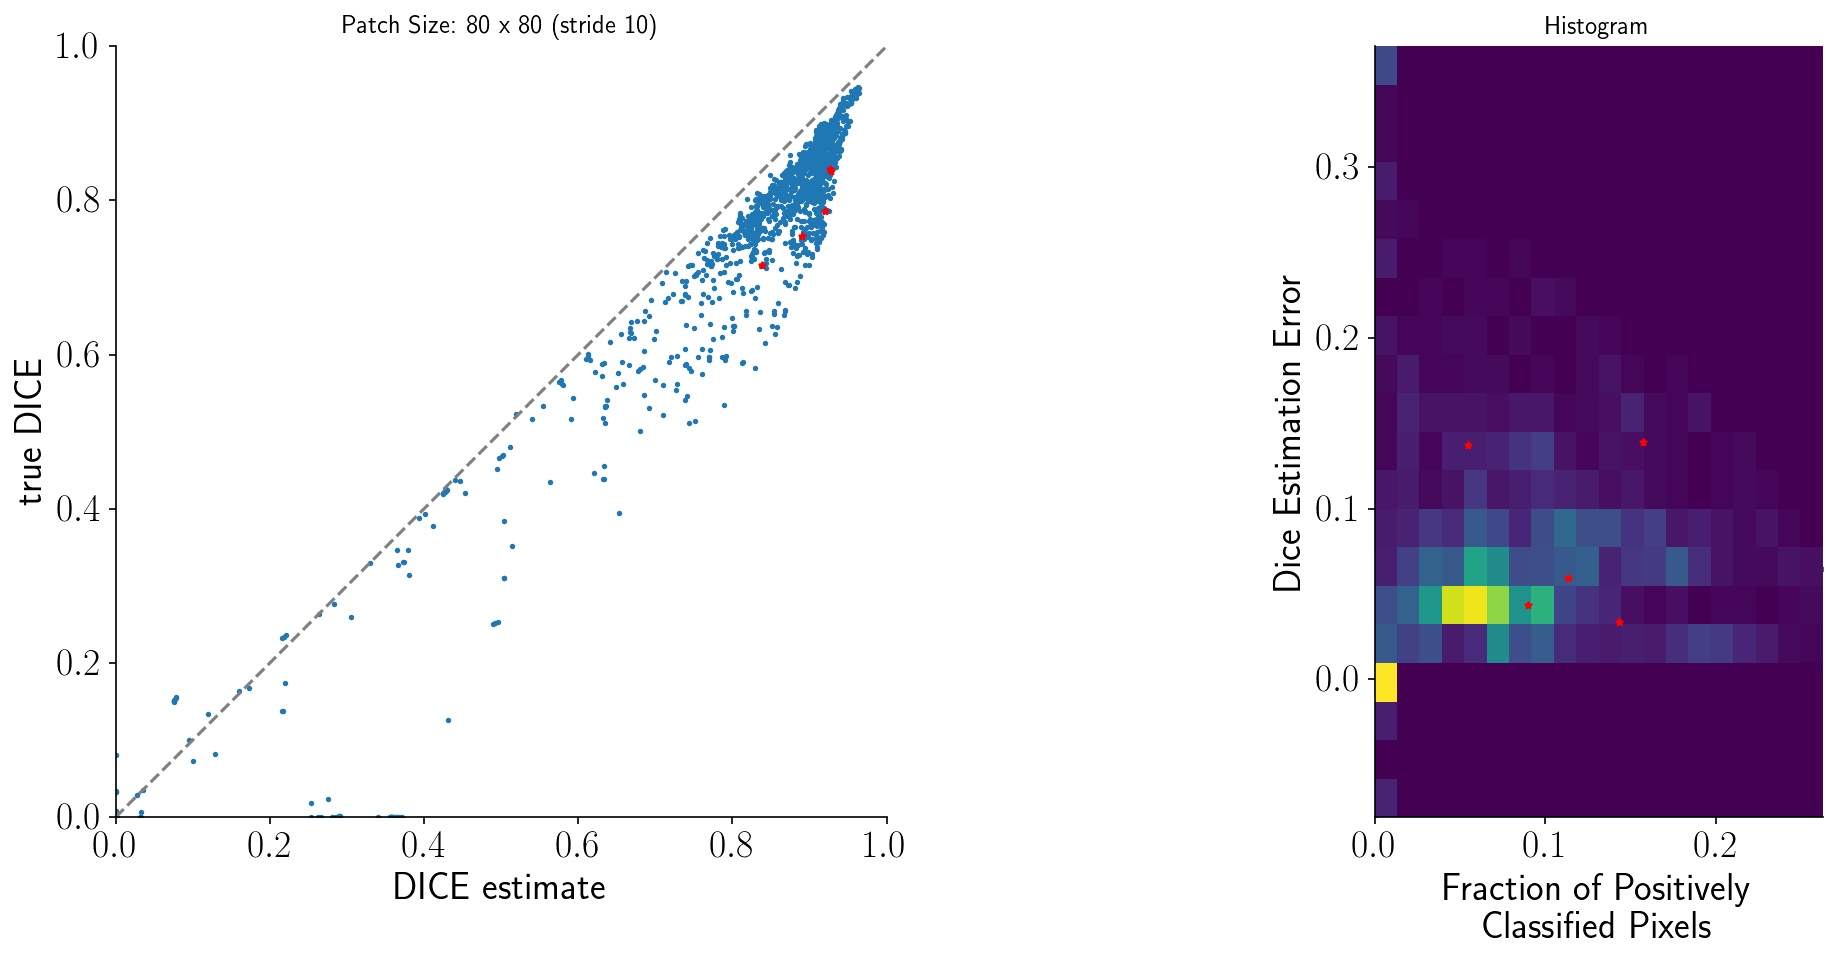 Patch Size: 80 x 80 (stride 10)
1.0
0.8
0.6
0.4
0.2
0.0
true DICE
0.0 0.2 0.4 0.6 0.8 1.0
DICE estimate
Histogram
0.3
0.2
0.1
0.0
Dice Estimation Error
0.0 0.1 0.2
Fraction of Positively
Classified Pixels